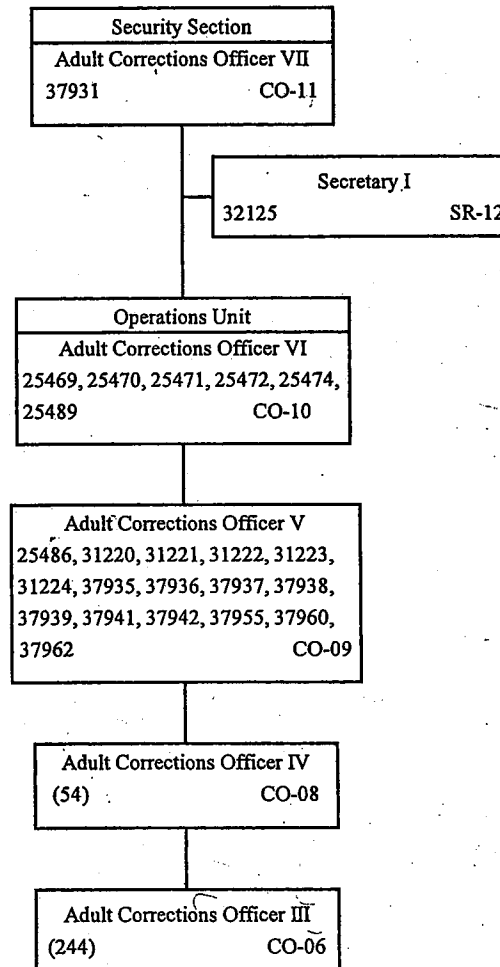 Security Section
Adult Corrections Officer VII
37931 CO-11
Secretary I
32125 SR-12
Operations Unit
Adult Corrections Officer VI
25469, 25470, 25471, 25472, 25474,
25489 CO-10
Adult Corrections Officer V
25486, 31220, 31221, 31222, 31223,
31224, 37935, 37936, 37937, 37938,
37939, 37941, 37942, 37955, 37960,
37962 CO-09
Adult Corrections Officer IV
(54) CO-08
Adult Corrections Officer III
(244) CO-06